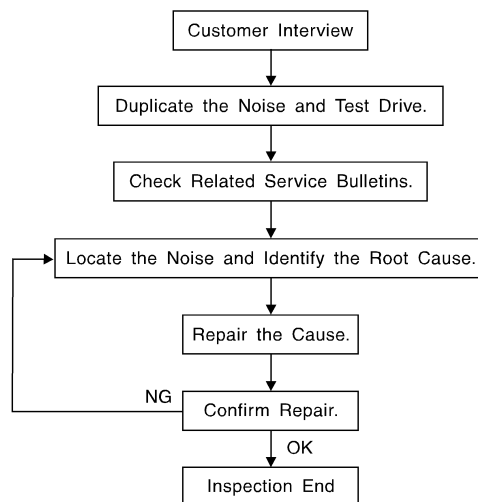 Customer Interview
Duplicate the Noise and Test Drive.
Check Related Service Bulletins.
Locate the Noise and Identify the Root Cause.
Repair the Cause.
NG
Confirm Repair.
OK
Inspection End